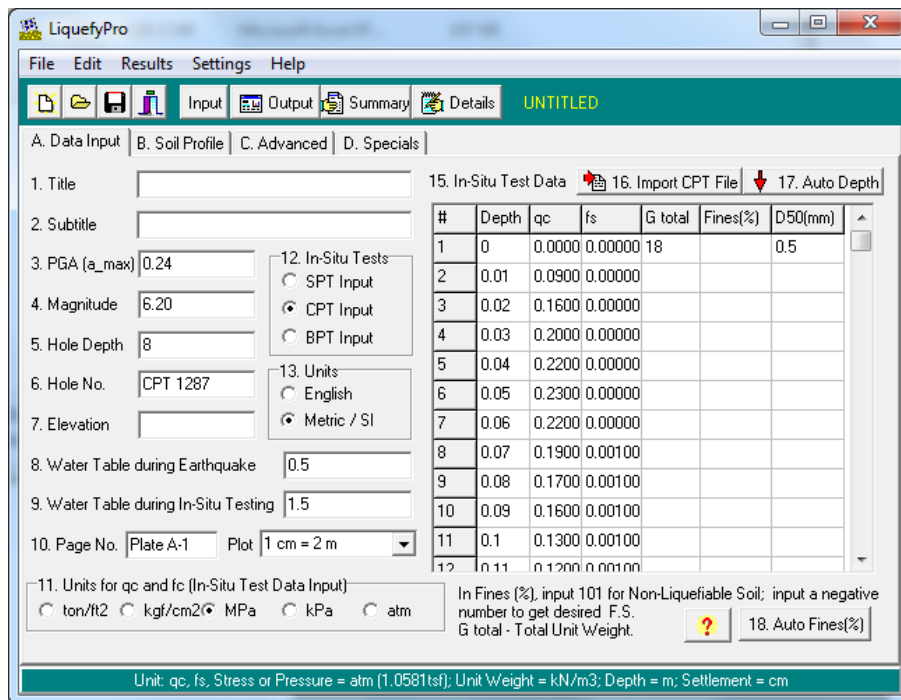 LiquefyPro
File Edit Results Settings Help
Input Output Summary Details UNTITLED
A. Data Input B. Soil Profile C. Advanced D. Specials
1. Title
2. Subtitle
3. PGA (a_max) 0.24
4. Magnitude 6.20
5. Hole Depth 8
6. Hole No. CPT 1287
7. Elevation
12. In-Situ Tests
SPT Input
CPT Input
BPT Input
13. Units
English
Metric / SI
8. Water Table during Earthquake 0.5
9. Water Table during In-Situ Testing 1.5
10. Page No. Plate A-1 Plot 1 cm = 2 m
11. Units for qc and fc (In-Situ Test Data Input)
ton/ft2 kgf/cm2 MPa kPa atm
15. In-Situ Test Data 16. Import CPT File 17. Auto Depth
# Depth qc fs G total Fines(%) D50(mm)
1 0 0.0000 0.00000 18 0.5
2 0.01 0.0900 0.00000
3 0.02 0.1600 0.00000
4 0.03 0.2000 0.00000
5 0.04 0.2200 0.00000
6 0.05 0.2300 0.00000
7 0.06 0.2200 0.00000
8 0.07 0.1900 0.00100
9 0.08 0.1700 0.00100
10 0.09 0.1600 0.00100
11 0.1 0.1300 0.00100
12 0.11 0.1200 0.00100
In Fines (%), input 101 for Non-Liquefiable Soil; input a negative
number to get desired F.S.
G total - Total Unit Weight.
? 18. Auto Fines(%)
Unit: qc, fs, Stress or Pressure = atm (1.0581tsf); Unit Weight = kN/m3; Depth = m; Settlement = cm